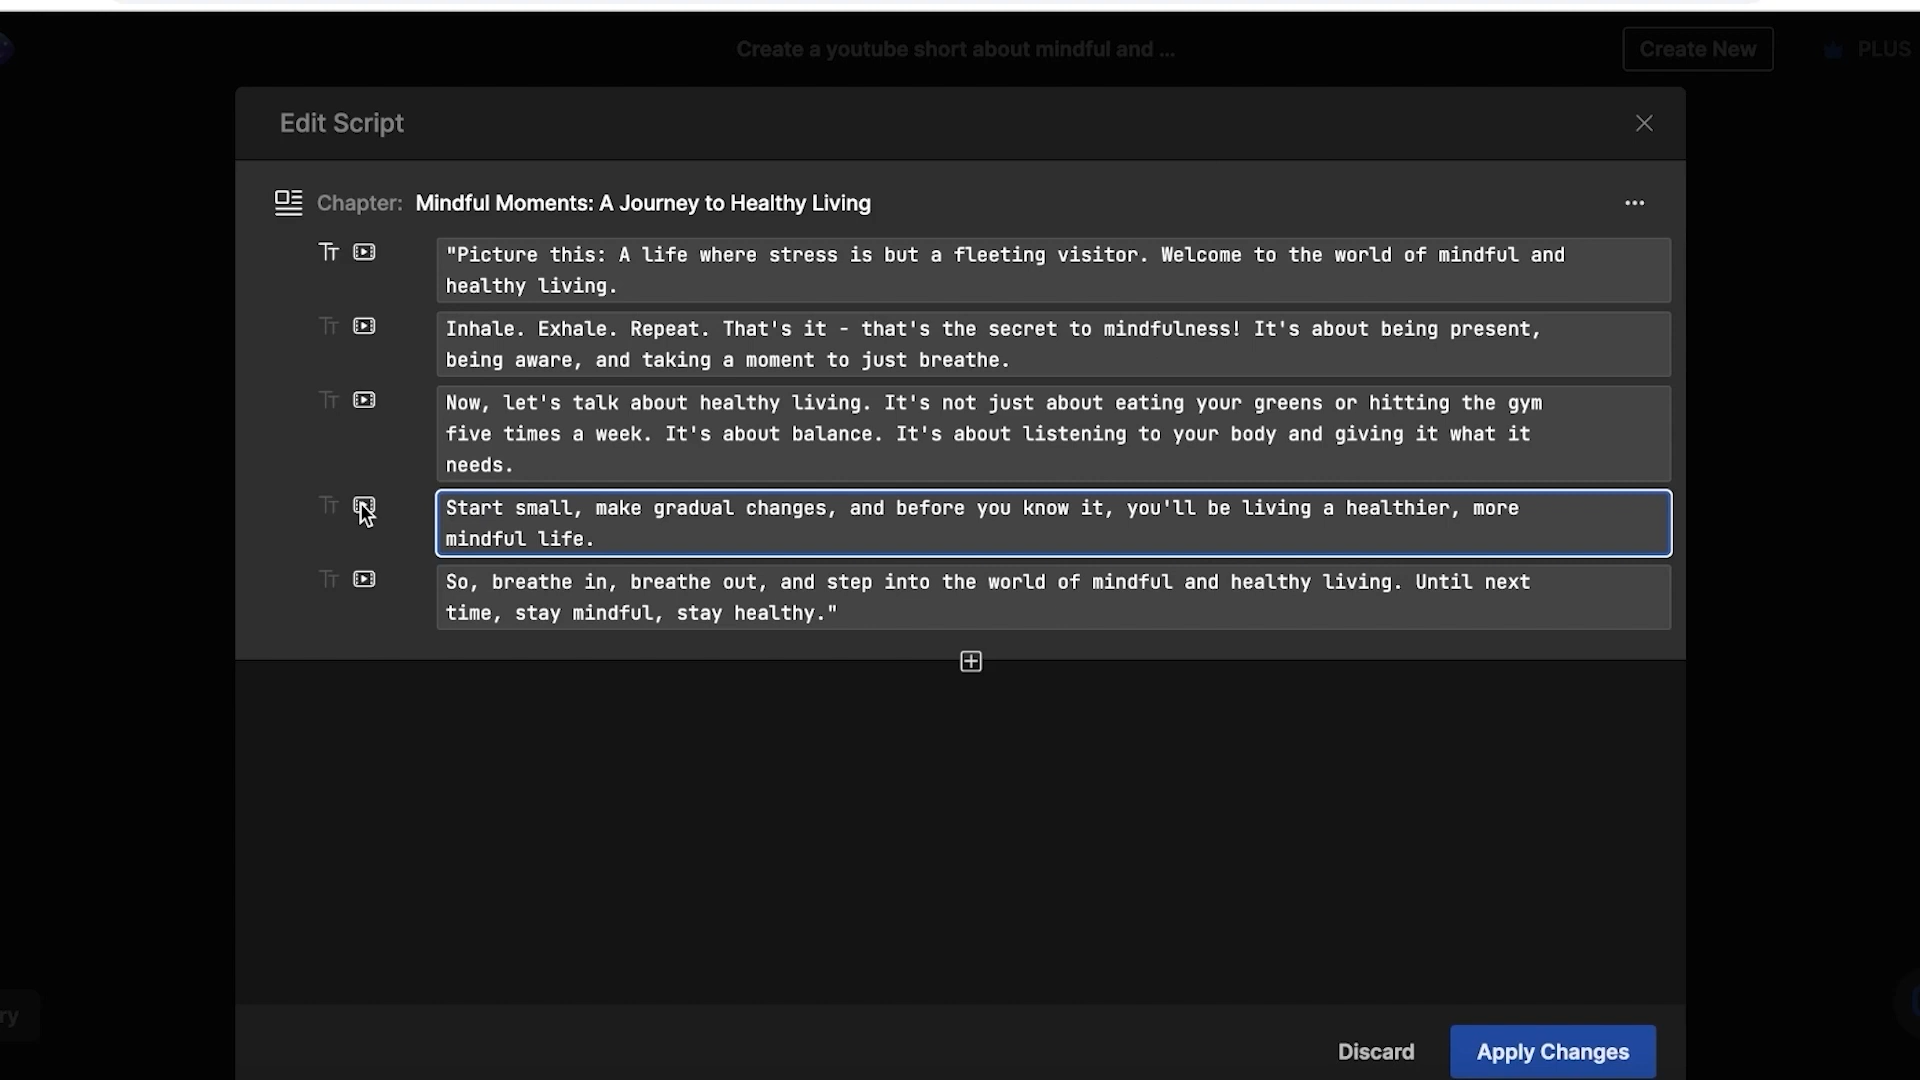 Create a youtube short about mindful and ...
Create New
PLUS
Edit Script
Chapter: Mindful Moments: A Journey to Healthy Living
"Picture this: A life where stress is but a fleeting visitor. Welcome to the world of mindful and
healthy living.
Inhale. Exhale. Repeat. That's it - that's the secret to mindfulness! It's about being present,
being aware, and taking a moment to just breathe.
Now, let's talk about healthy living. It's not just about eating your greens or hitting the gym
five times a week. It's about balance. It's about listening to your body and giving it what it
needs.
Start small, make gradual changes, and before you know it, you'll be living a healthier, more
mindful life.
So, breathe in, breathe out, and step into the world of mindful and healthy living. Until next
time, stay mindful, stay healthy."
ry
Discard
Apply Changes